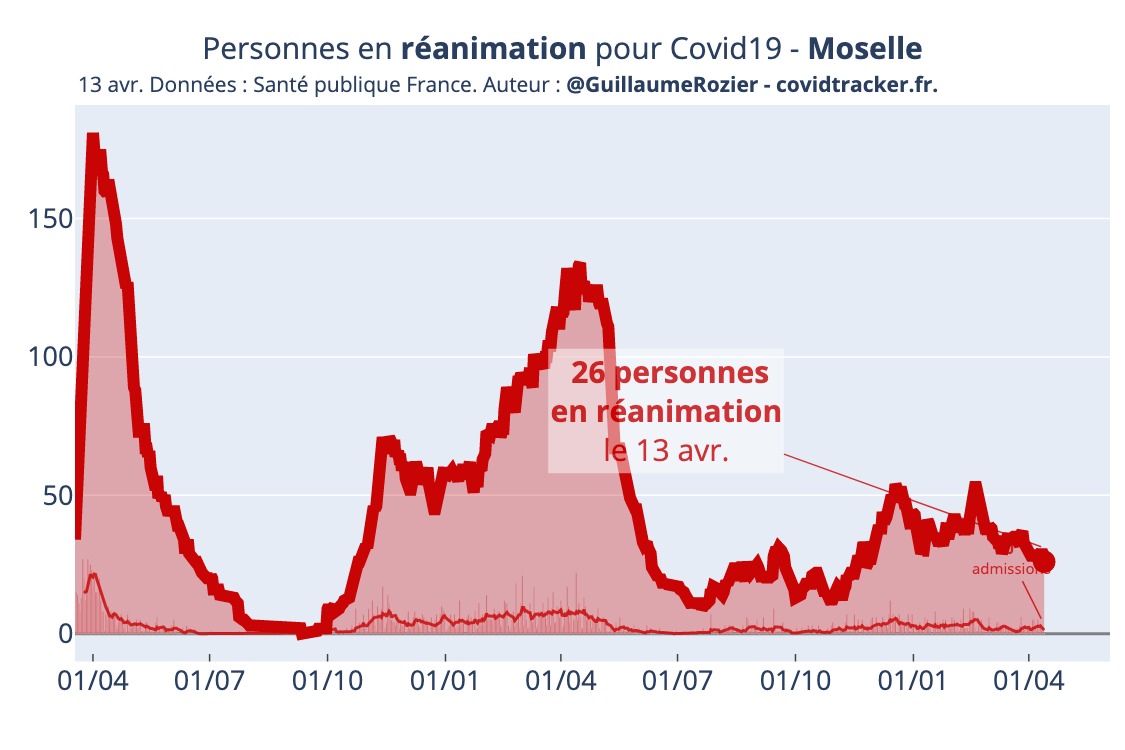 Personnes en réanimation pour Covid19 - Moselle
13 avr. Données : Santé publique France. Auteur : @GuillaumeRozier - covidtracker.fr.
150
100
50
0
26 personnes
en réanimation
le 13 avr.
admissions
01/04
01/07
01/10
01/01
01/04
01/07
01/10
01/01
01/04